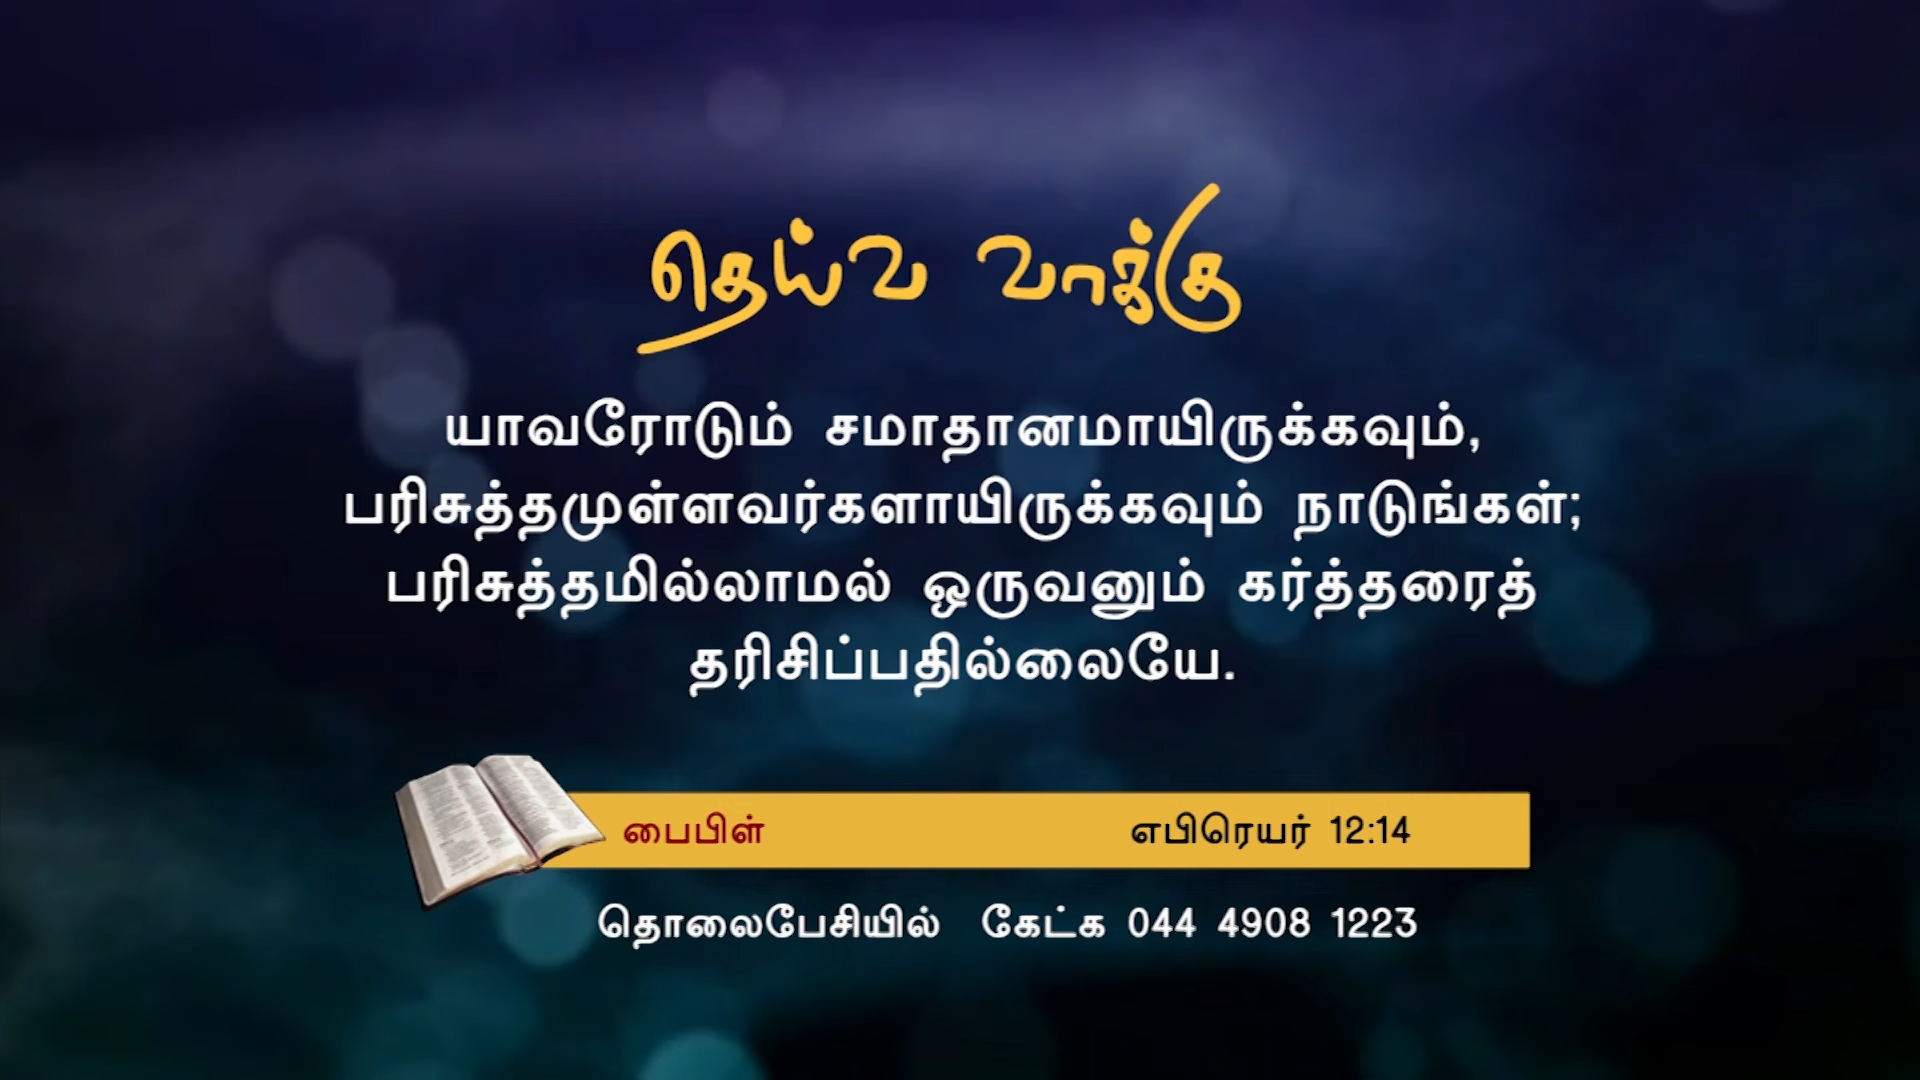 தெய்வ வாக்கு
யாவரோடும் சமாதானமாயிருக்கவும்,
பரிசுத்தமுள்ளவர்களாயிருக்கவும் நாடுங்கள்;
பரிசுத்தமில்லாமல் ஒருவனும் கர்த்தரைத்
தரிசிப்பதில்லையே.
பைபிள் எபிரெயர் 12:14
தொலைபேசியில் கேட்க 044 4908 1223